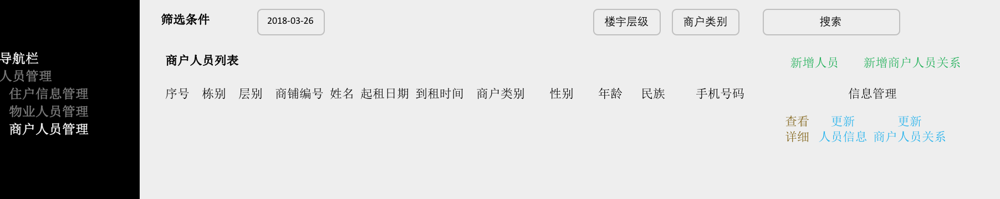 导航栏
人员管理
住户信息管理
物业人员管理
商户人员管理
筛选条件 2018-03-26 楼宇层级 商户类别 搜索
商户人员列表 新增人员 新增商户人员关系
序号 栋别 层别 商铺编号 姓名 起租日期 到租时间 商户类别 性别 年龄 民族 手机号码 信息管理
查看 更新 更新
详细 人员信息 商户人员关系